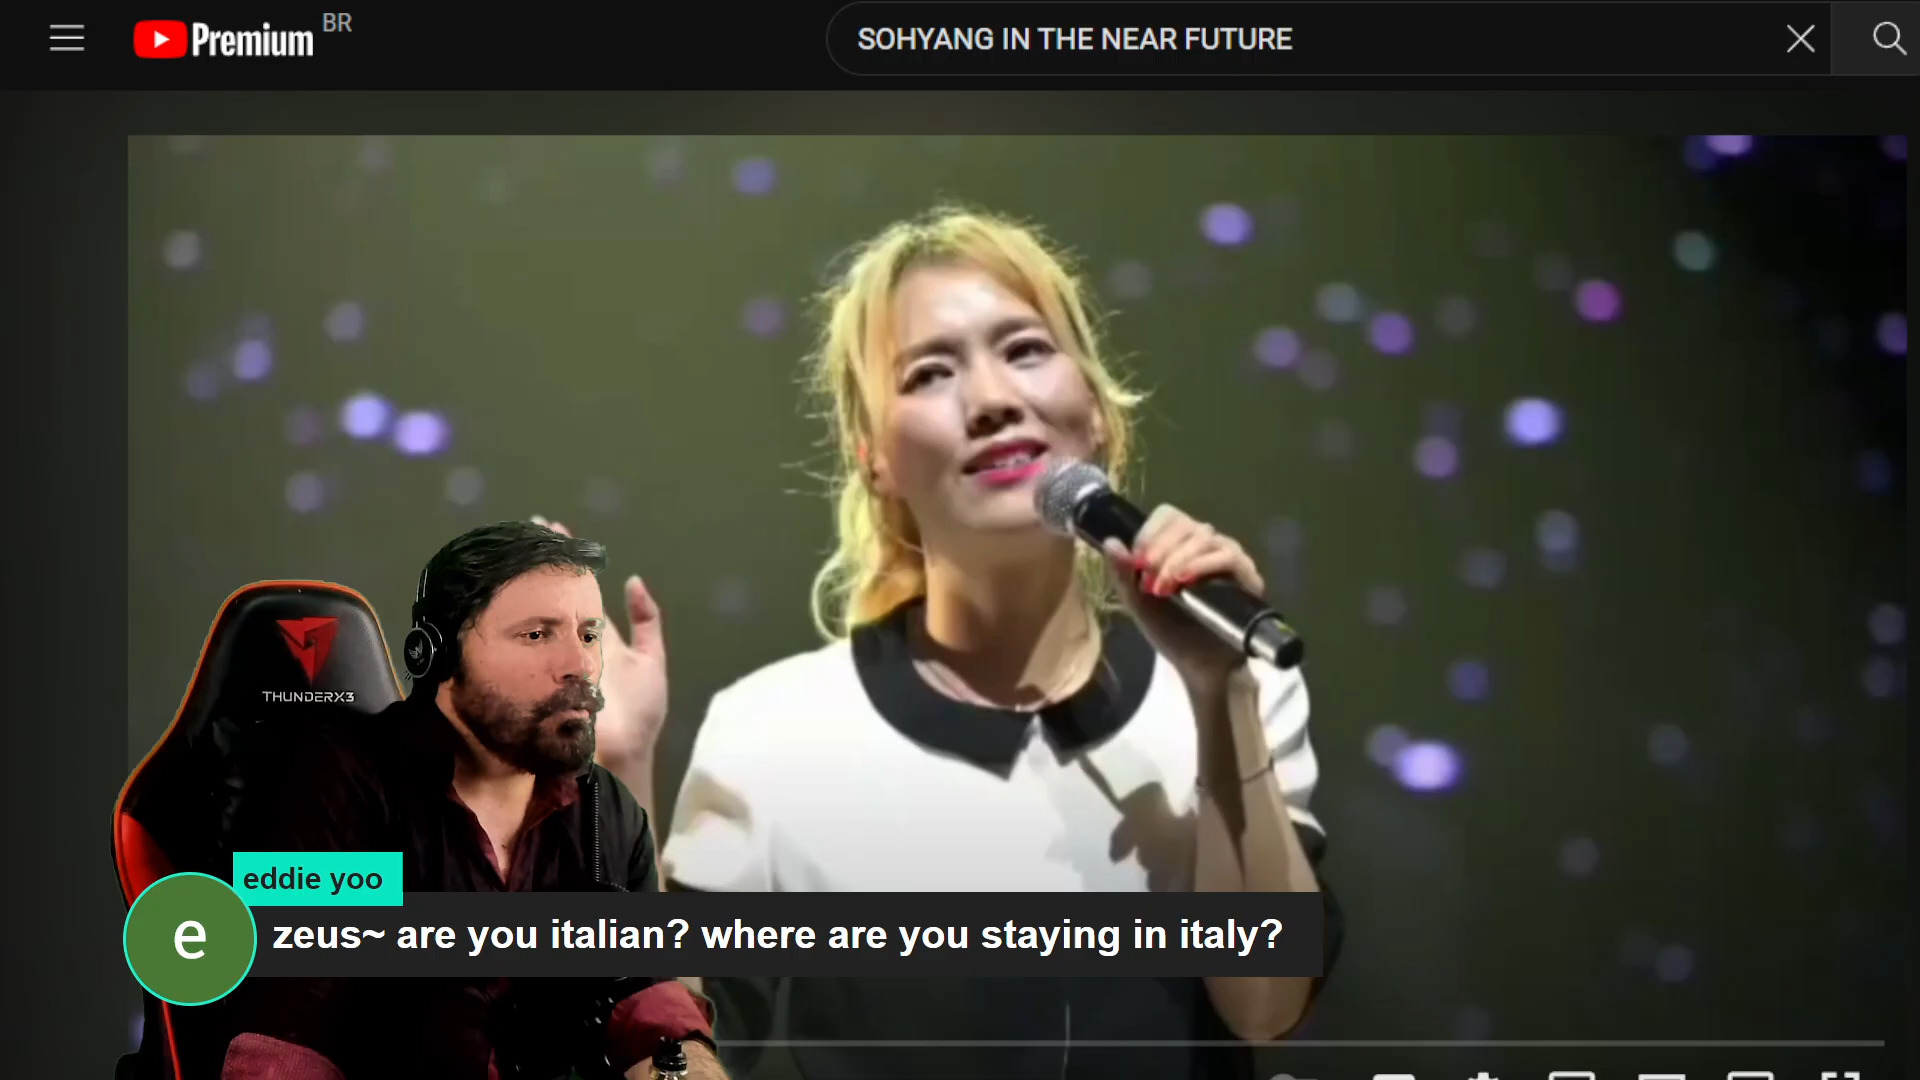 Premium BR
SOHYANG IN THE NEAR FUTURE
THUNDERX3
eddie yoo
e
zeus~ are you italian? where are you staying in italy?